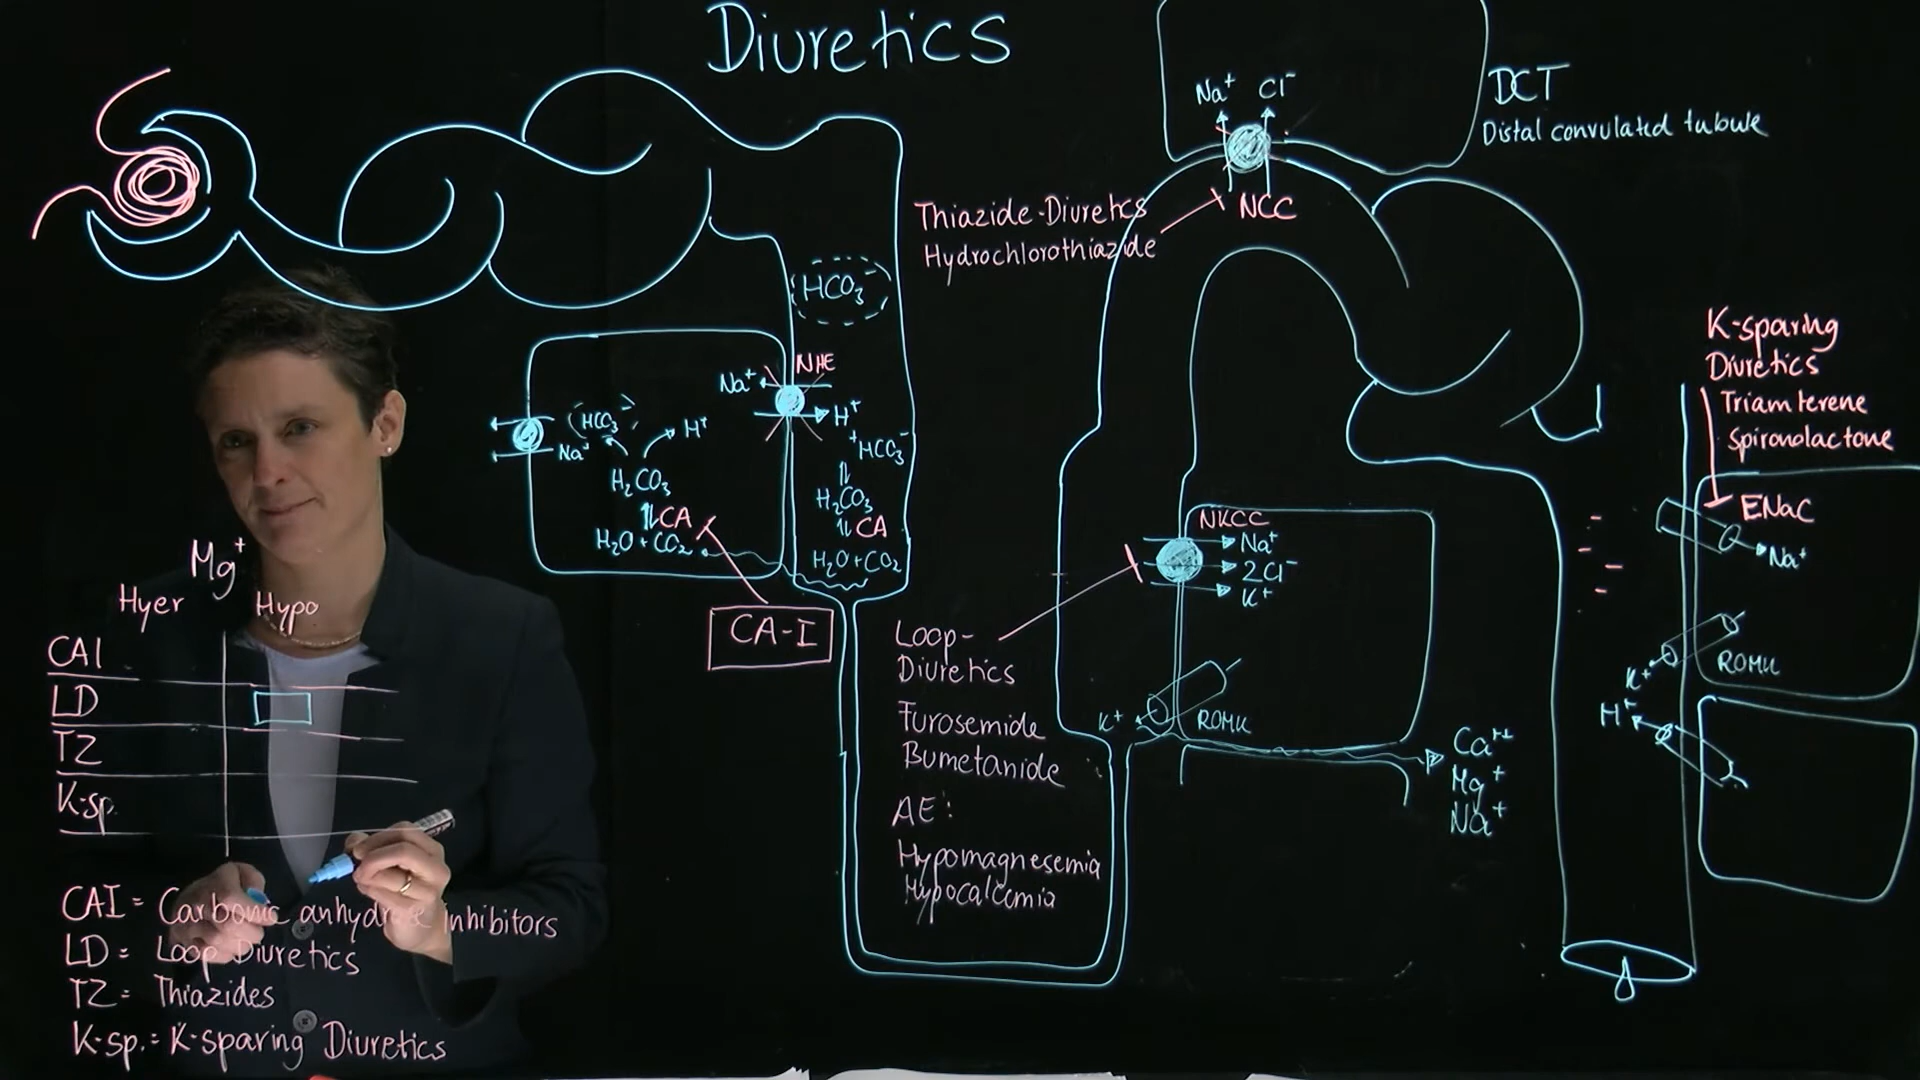 Diuretics
Na⁺ Cl⁻
DCT
Distal convulated tubule
NCC
Thiazide-Diuretics
Hydrochlorothiazide
HCO₃⁻
NHE
Na⁺
H⁺
⁺HCO₃⁻
H₂CO₃
CA
H₂O+CO₂
(HCO₃⁻)
Na⁺
H⁺
H₂CO₃
CA
H₂O+CO₂
CA-I
K-sparing
Diuretics
Triamterene
Spironolactone
ENaC
Na⁺
ROMK
K⁺
H⁺
NKCC
Na⁺
2Cl⁻
K⁺
K⁺
ROMK
Ca⁺⁺
Mg⁺
Na⁺
Loop-
Diuretics
Furosemide
Bumetanide
AE:
Hypomagnesemia
Hypocalcemia
Mg⁺
Hyer Hypo
CAI
LD
TZ
K-sp.
CAI = Carbonic anhydrase inhibitors
LD = Loop Diuretics
TZ = Thiazides
K-sp. = K-sparing Diuretics